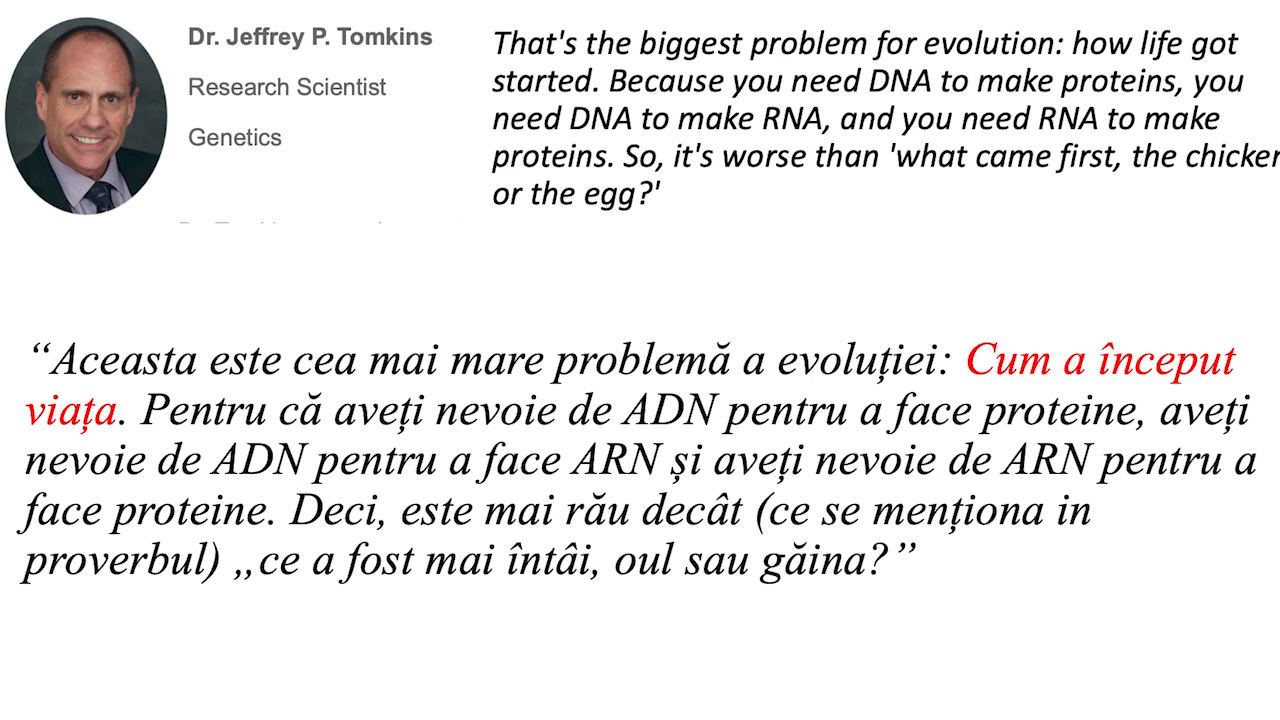 Dr. Jeffrey P. Tomkins
Research Scientist
Genetics
That's the biggest problem for evolution: how life got
started. Because you need DNA to make proteins, you
need DNA to make RNA, and you need RNA to make
proteins. So, it's worse than 'what came first, the chicken
or the egg?'
“Aceasta este cea mai mare problemă a evoluției: Cum a început
viața. Pentru că aveți nevoie de ADN pentru a face proteine, aveți
nevoie de ADN pentru a face ARN și aveți nevoie de ARN pentru a
face proteine. Deci, este mai rău decât (ce se menționa in
proverbul) „ce a fost mai întâi, oul sau găina?”